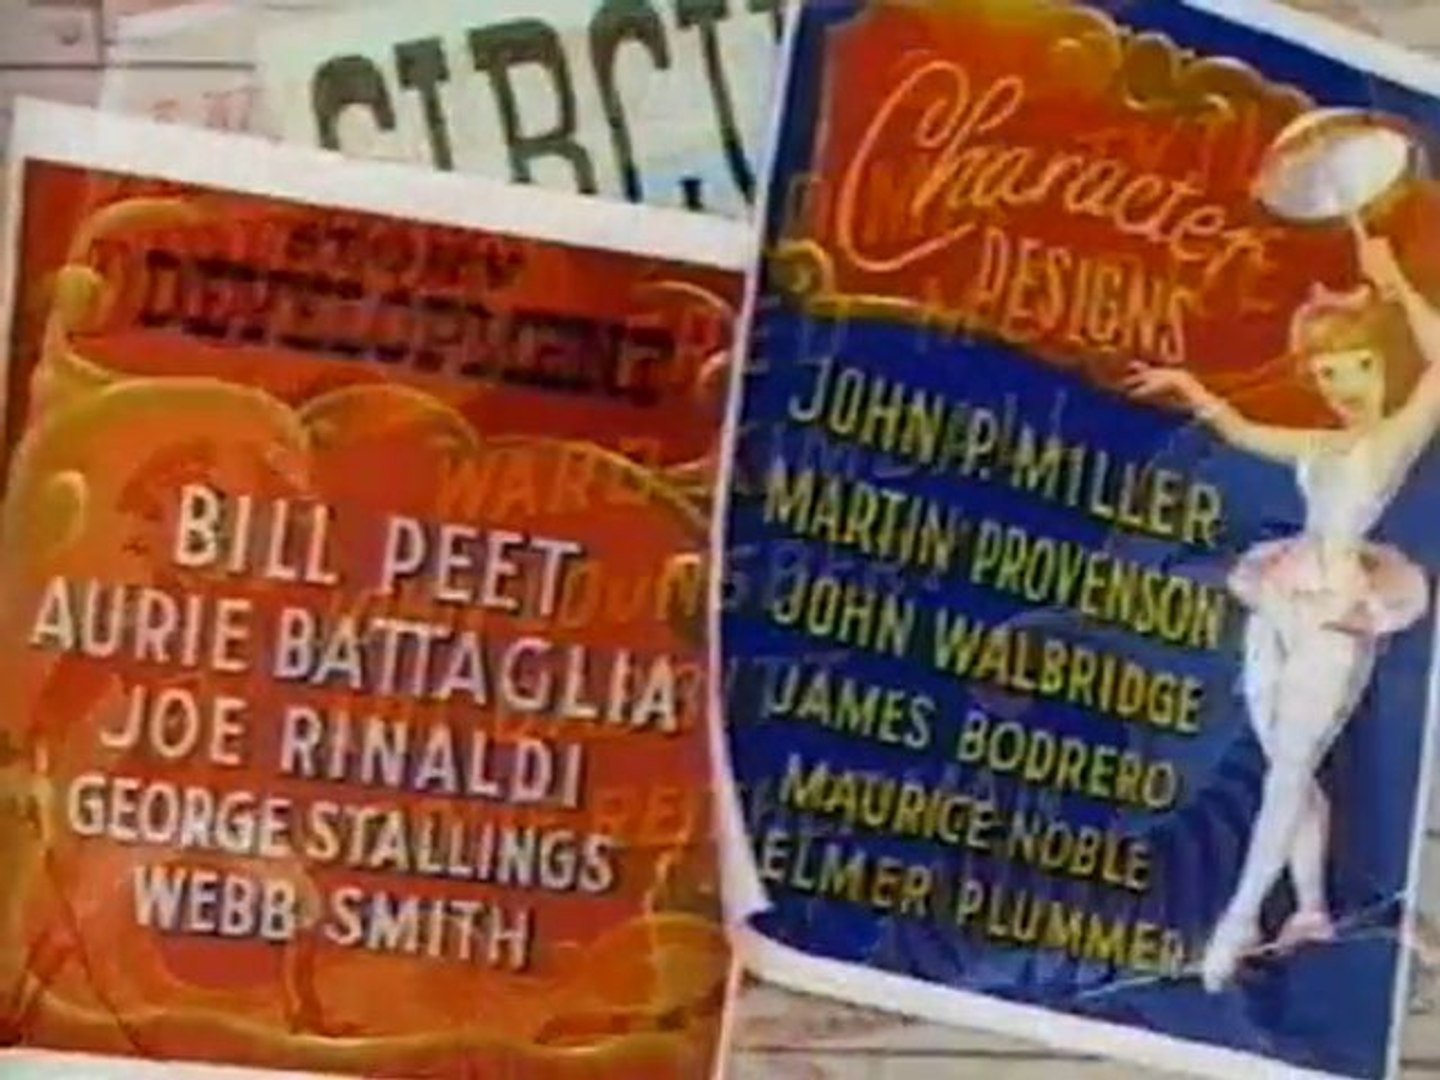 CIRCU
STORY
DEVELOPMENT
BILL PEET
AURIE BATTAGLIA
JOE RINALDI
GEORGE STALLINGS
WEBB SMITH
Character
DESIGNS
JOHN P. MILLER
MARTIN PROVENSON
JOHN WALBRIDGE
JAMES BODRERO
MAURICE NOBLE
ELMER PLUMMER